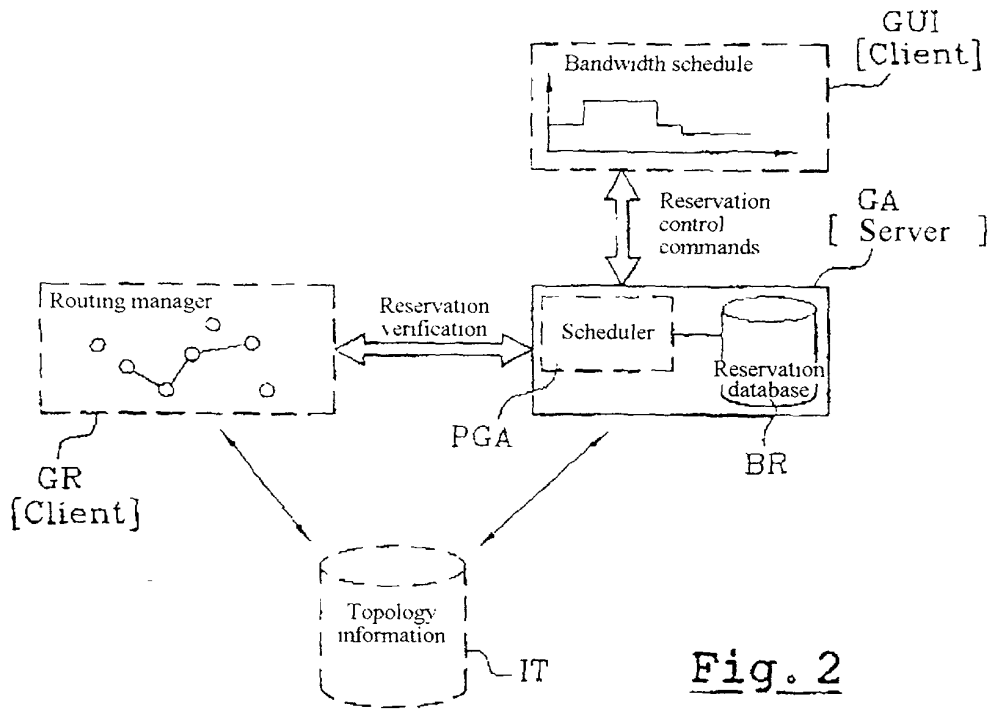 GUI
[Client]
Bandwidth schedule
Reservation
control
commands
GA
[ Server ]
Routing manager
Reservation
verification
Scheduler
Reservation
database
PGA
BR
GR
[Client]
Topology
information
IT
Fig. 2